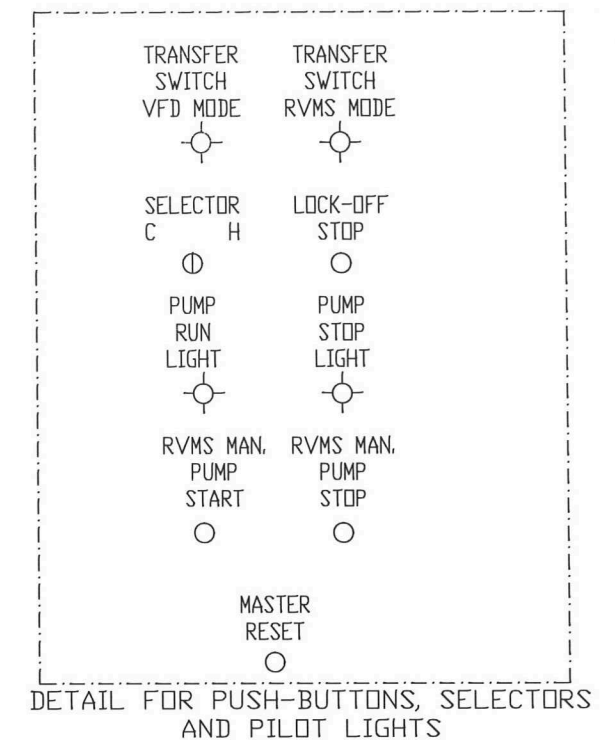 TRANSFER
SWITCH
VFD MODE
TRANSFER
SWITCH
RVMS MODE
SELECTOR
C H
LOCK-OFF
STOP
PUMP
RUN
LIGHT
PUMP
STOP
LIGHT
RVMS MAN.
PUMP
START
RVMS MAN.
PUMP
STOP
MASTER
RESET
DETAIL FOR PUSH-BUTTONS, SELECTORS
AND PILOT LIGHTS